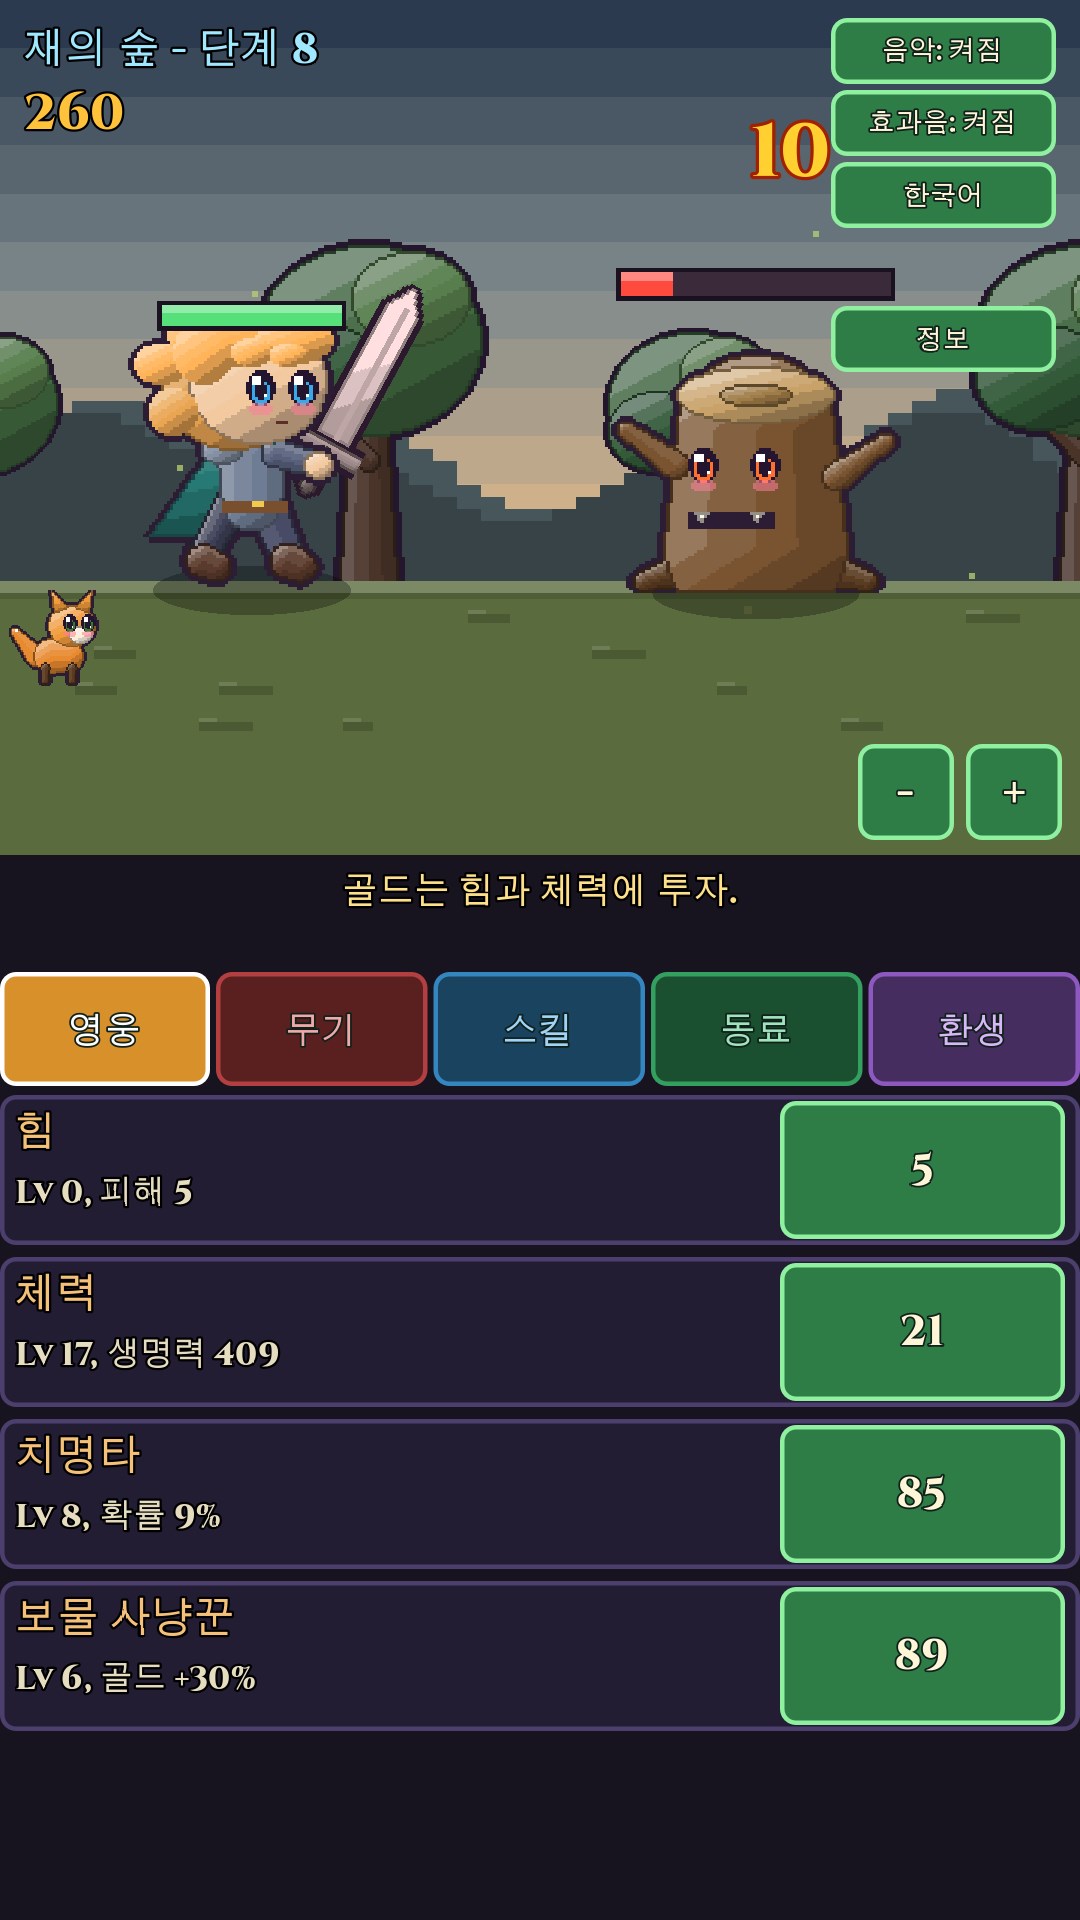 재의 숲 - 단계 8
260
음악: 켜짐
효과음: 켜짐
10
한국어
정보
-
+
골드는 힘과 체력에 투자.
영웅
무기
스킬
동료
환생
힘
Lv 0, 피해 5
5
체력
Lv 17, 생명력 409
21
치명타
Lv 8, 확률 9%
85
보물 사냥꾼
Lv 6, 골드 +30%
89